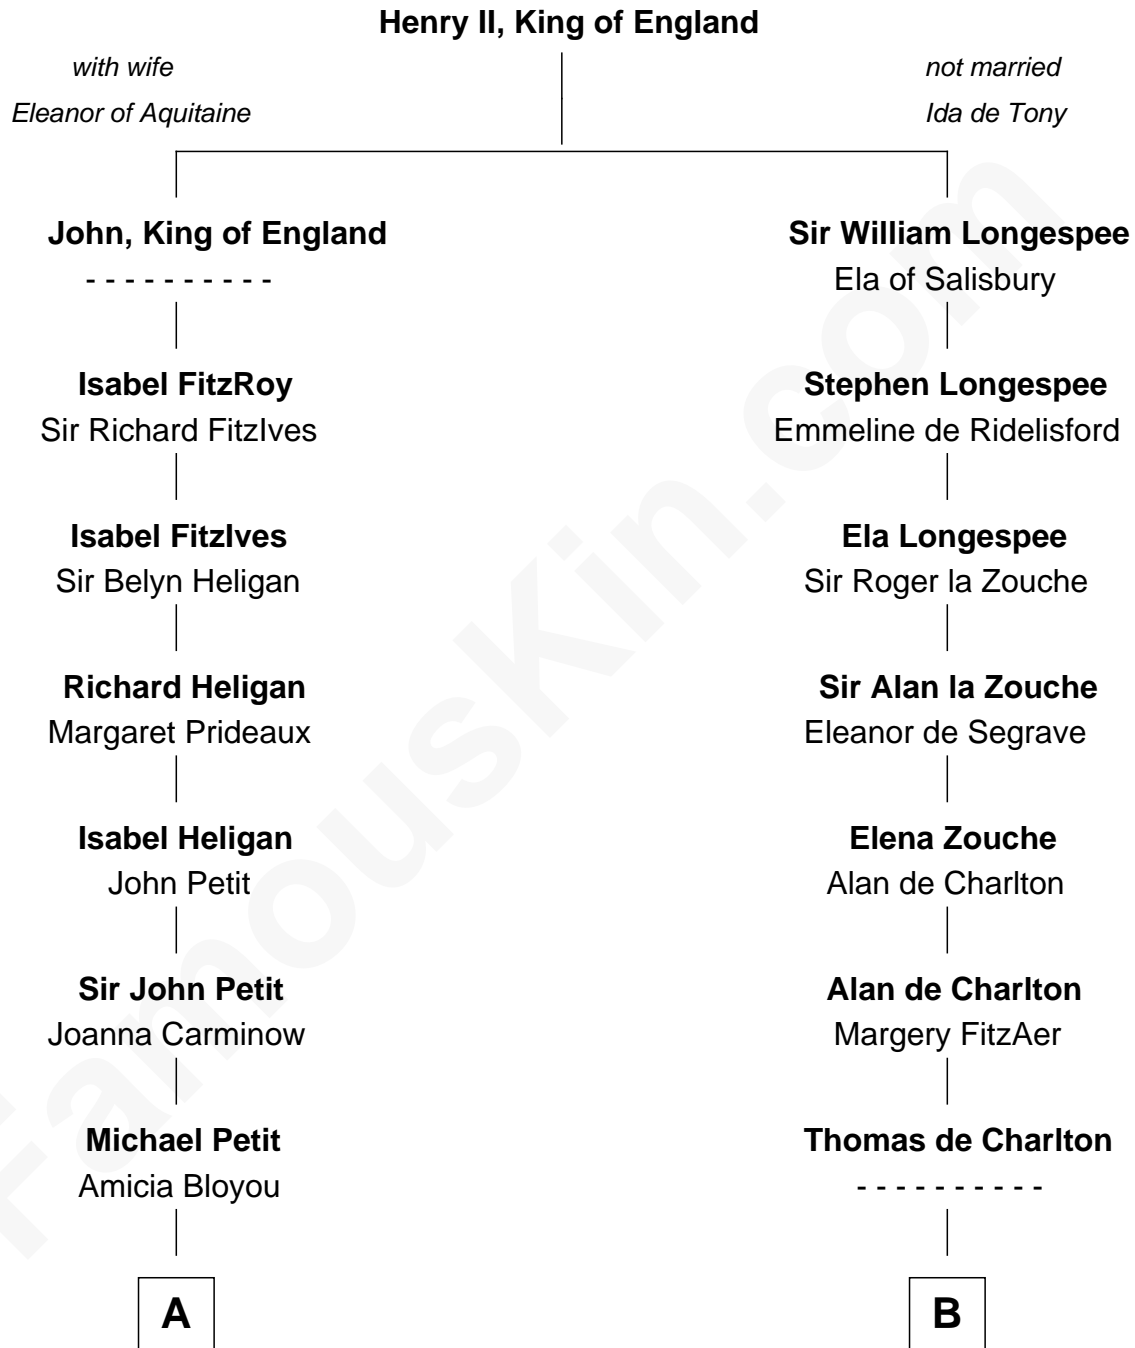 Henry II, King of England
with wife
Eleanor of Aquitaine
not married
Ida de Tony
John, King of England
- - - - - - - - - -
Sir William Longespee
Ela of Salisbury
Isabel FitzRoy
Sir Richard FitzIves
Stephen Longespee
Emmeline de Ridelisford
Isabel FitzIves
Sir Belyn Heligan
Ela Longespee
Sir Roger la Zouche
Richard Heligan
Margaret Prideaux
Sir Alan la Zouche
Eleanor de Segrave
Isabel Heligan
John Petit
Elena Zouche
Alan de Charlton
Sir John Petit
Joanna Carminow
Alan de Charlton
Margery FitzAer
Michael Petit
Amicia Bloyou
Thomas de Charlton
- - - - - - - - - -
A
B
FamousKin.com